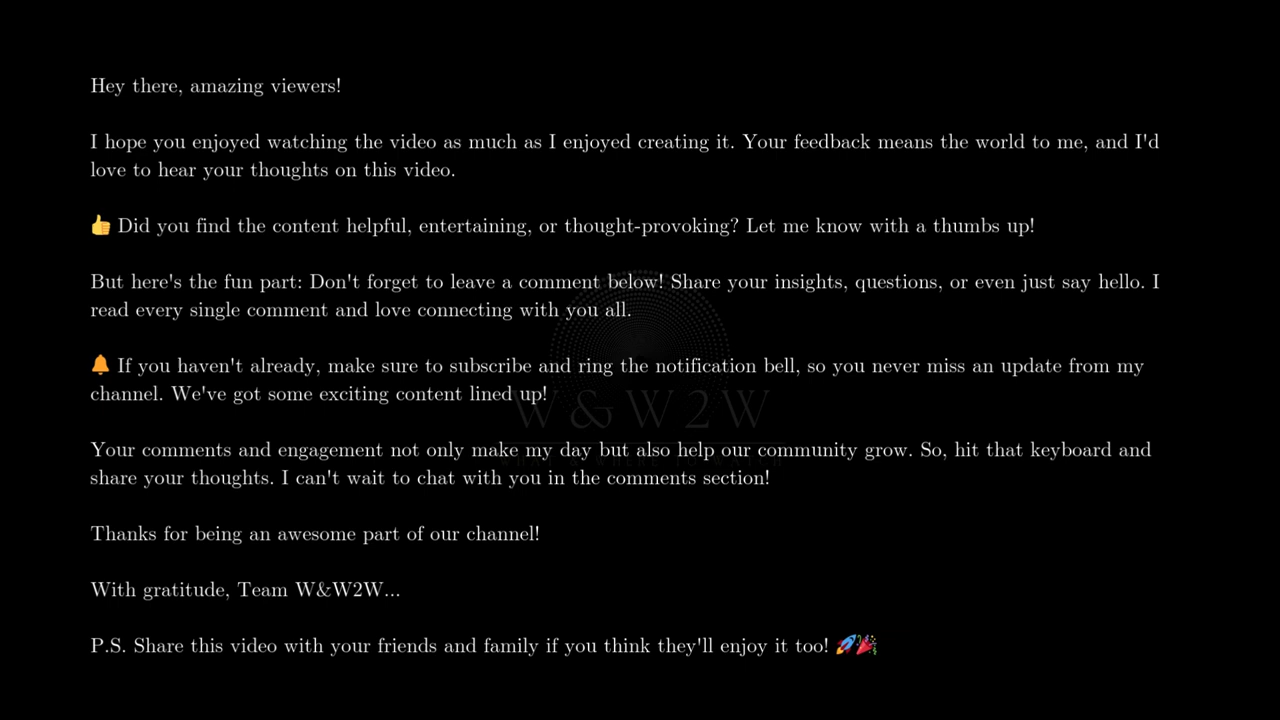 Hey there, amazing viewers!
I hope you enjoyed watching the video as much as I enjoyed creating it. Your feedback means the world to me, and I'd
love to hear your thoughts on this video.
👍 Did you find the content helpful, entertaining, or thought-provoking? Let me know with a thumbs up!
But here's the fun part: Don't forget to leave a comment below! Share your insights, questions, or even just say hello. I
read every single comment and love connecting with you all.
🔔 If you haven't already, make sure to subscribe and ring the notification bell, so you never miss an update from my
channel. We've got some exciting content lined up!
W&W2W
Your comments and engagement not only make my day but also help our community grow. So, hit that keyboard and
share your thoughts. I can't wait to chat with you in the comments section!
Thanks for being an awesome part of our channel!
With gratitude, Team W&W2W...
P.S. Share this video with your friends and family if you think they'll enjoy it too! 🚀🎉